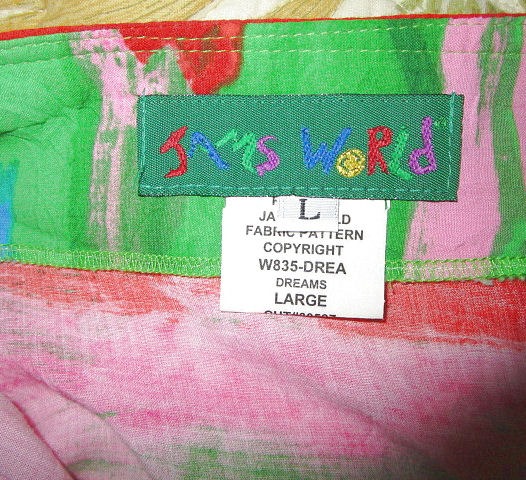 JAMS WORLD
L
FABRIC PATTERN
COPYRIGHT
W835-DREA
DREAMS
LARGE